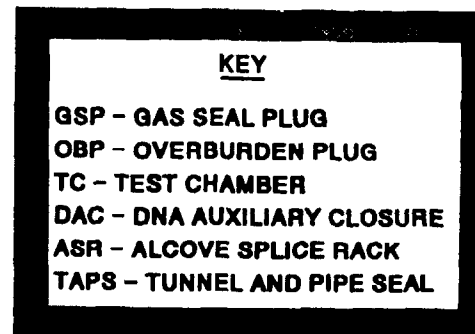 KEY
GSP – GAS SEAL PLUG
OBP – OVERBURDEN PLUG
TC – TEST CHAMBER
DAC – DNA AUXILIARY CLOSURE
ASR – ALCOVE SPLICE RACK
TAPS – TUNNEL AND PIPE SEAL